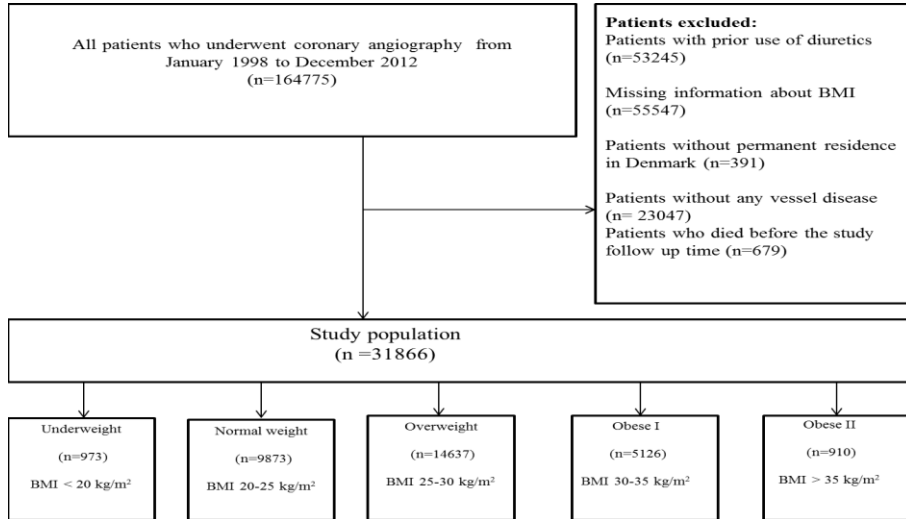 All patients who underwent coronary angiography from
January 1998 to December 2012
(n=164775)
Patients excluded:
Patients with prior use of diuretics
(n=53245)
Missing information about BMI
(n=55547)
Patients without permanent residence
in Denmark (n=391)
Patients without any vessel disease
(n= 23047)
Patients who died before the study
follow up time (n=679)
Study population
(n =31866)
Underweight
(n=973)
BMI < 20 kg/m²
Normal weight
(n=9873)
BMI 20-25 kg/m²
Overweight
(n=14637)
BMI 25-30 kg/m²
Obese I
(n=5126)
BMI 30-35 kg/m²
Obese II
(n=910)
BMI > 35 kg/m²